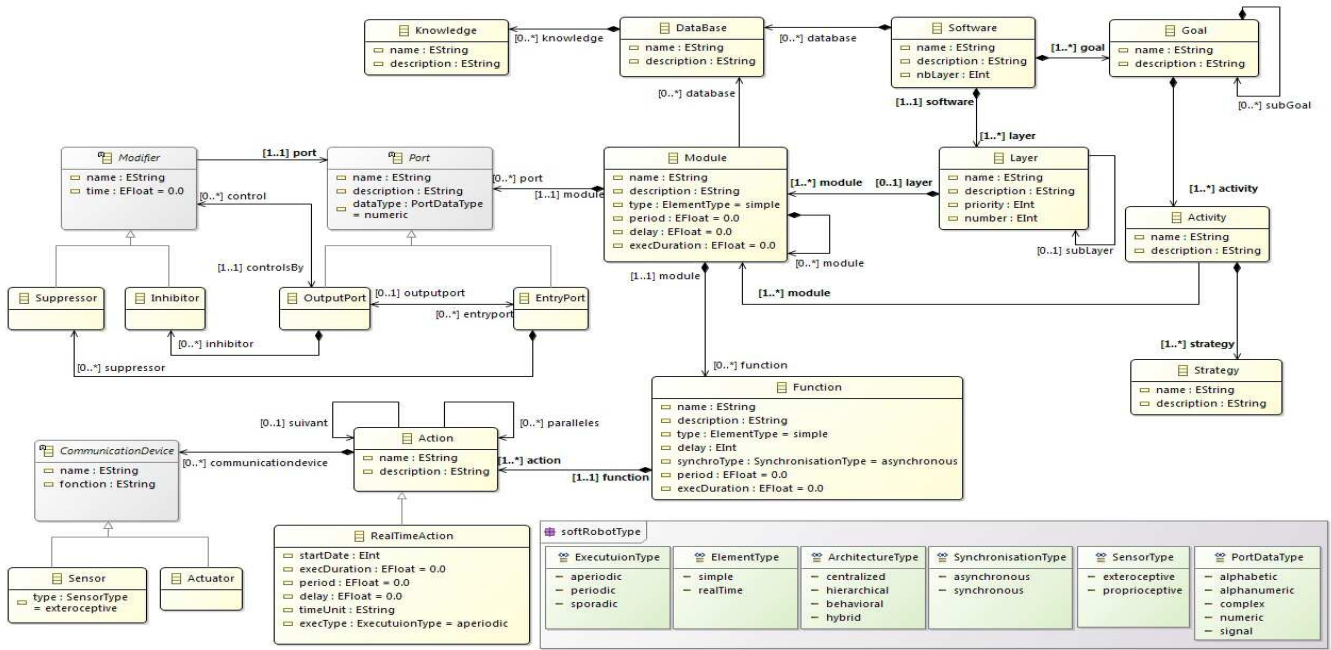 Knowledge
name : EString
description : EString
[0..*] knowledge
DataBase
name : EString
description : EString
[0..*] database
Software
name : EString
description : EString
nbLayer : EInt
[1..*] goal
Goal
name : EString
description : EString
[0..*] subGoal
[0..*] database
[1..1] software
[1..*] layer
Modifier
name : EString
time : EFloat = 0.0
[1..1] port
Port
name : EString
description : EString
dataType : PortDataType
= numeric
[0..*] port
[1..1] module
Module
name : EString
description : EString
type : ElementType = simple
period : EFloat = 0.0
delay : EFloat = 0.0
execDuration : EFloat = 0.0
[0..*] module
[1..*] module
[0..1] layer
Layer
name : EString
description : EString
priority : EInt
number : EInt
[0..1] subLayer
[1..*] activity
Activity
name : EString
description : EString
[0..*] control
[1..1] controlsBy
Suppressor
Inhibitor
OutputPort
[0..1] outputport
[0..*] entryport
EntryPort
[0..*] inhibitor
[0..*] suppressor
[1..1] module
[1..*] module
[0..*] function
[1..*] strategy
Strategy
name : EString
description : EString
Function
name : EString
description : EString
type : ElementType = simple
delay : EInt
synchroType : SynchronisationType = asynchronous
period : EFloat = 0.0
execDuration : EFloat = 0.0
[0..1] suivant
[0..*] paralleles
Action
name : EString
description : EString
[1..*] action
[1..1] function
CommunicationDevice
name : EString
fonction : EString
[0..*] communicationdevice
Sensor
type : SensorType
= exteroceptive
Actuator
RealTimeAction
startDate : EInt
execDuration : EFloat = 0.0
period : EFloat = 0.0
delay : EFloat = 0.0
timeUnit : EString
execType : ExecutuionType = aperiodic
softRobotType
ExecutuionType
aperiodic
periodic
sporadic
ElementType
simple
realTime
ArchitectureType
centralized
hierarchical
behavioral
hybrid
SynchronisationType
asynchronous
synchronous
SensorType
exteroceptive
proprioceptive
PortDataType
alphabetic
alphanumeric
complex
numeric
signal